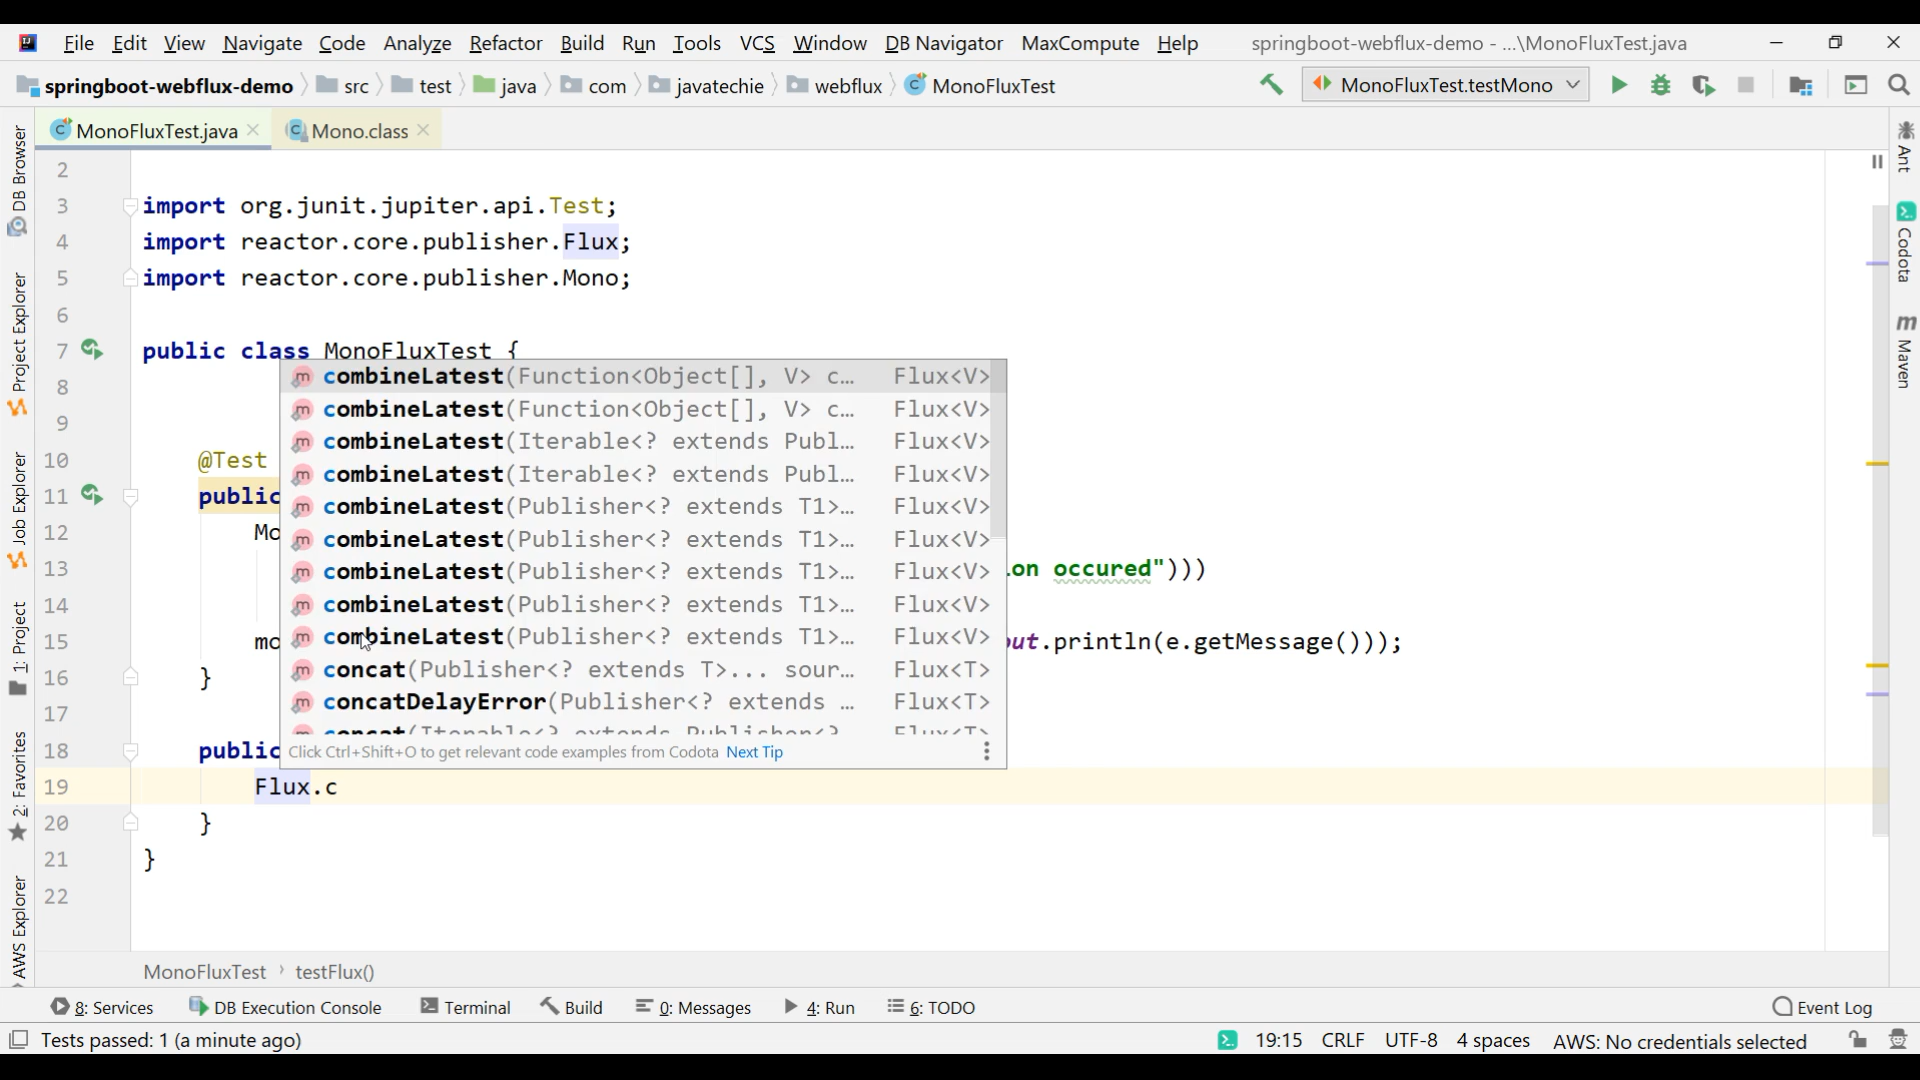 File Edit View Navigate Code Analyze Refactor Build Run Tools VCS Window DB Navigator MaxCompute Help springboot-webflux-demo - ...\MonoFluxTest.java
springboot-webflux-demo src test java com javatechie webflux MonoFluxTest MonoFluxTest.testMono
MonoFluxTest.java Mono.class
2
3 import org.junit.jupiter.api.Test;
4 import reactor.core.publisher.Flux;
5 import reactor.core.publisher.Mono;
6
7 public class MonoFluxTest {
8
9
10 @Test
11 public
12 Mo
13 on occured")))
14
15 mo ut.println(e.getMessage()));
16 }
17
18 public
19 Flux.c
20 }
21 }
22
combineLatest(Function<Object[], V> c... Flux<V>
combineLatest(Function<Object[], V> c... Flux<V>
combineLatest(Iterable<? extends Publ... Flux<V>
combineLatest(Iterable<? extends Publ... Flux<V>
combineLatest(Publisher<? extends T1>... Flux<V>
combineLatest(Publisher<? extends T1>... Flux<V>
combineLatest(Publisher<? extends T1>... Flux<V>
combineLatest(Publisher<? extends T1>... Flux<V>
combineLatest(Publisher<? extends T1>... Flux<V>
concat(Publisher<? extends T>... sour... Flux<T>
concatDelayError(Publisher<? extends ... Flux<T>
concat(Iterable<? extends Publisher<? Flux<T>
Click Ctrl+Shift+O to get relevant code examples from Codota Next Tip
DB Browser
Project Explorer
Job Explorer
1: Project
2: Favorites
AWS Explorer
Ant
Codota
Maven
MonoFluxTest › testFlux()
8: Services DB Execution Console Terminal Build 0: Messages 4: Run 6: TODO Event Log
Tests passed: 1 (a minute ago) 19:15 CRLF UTF-8 4 spaces AWS: No credentials selected